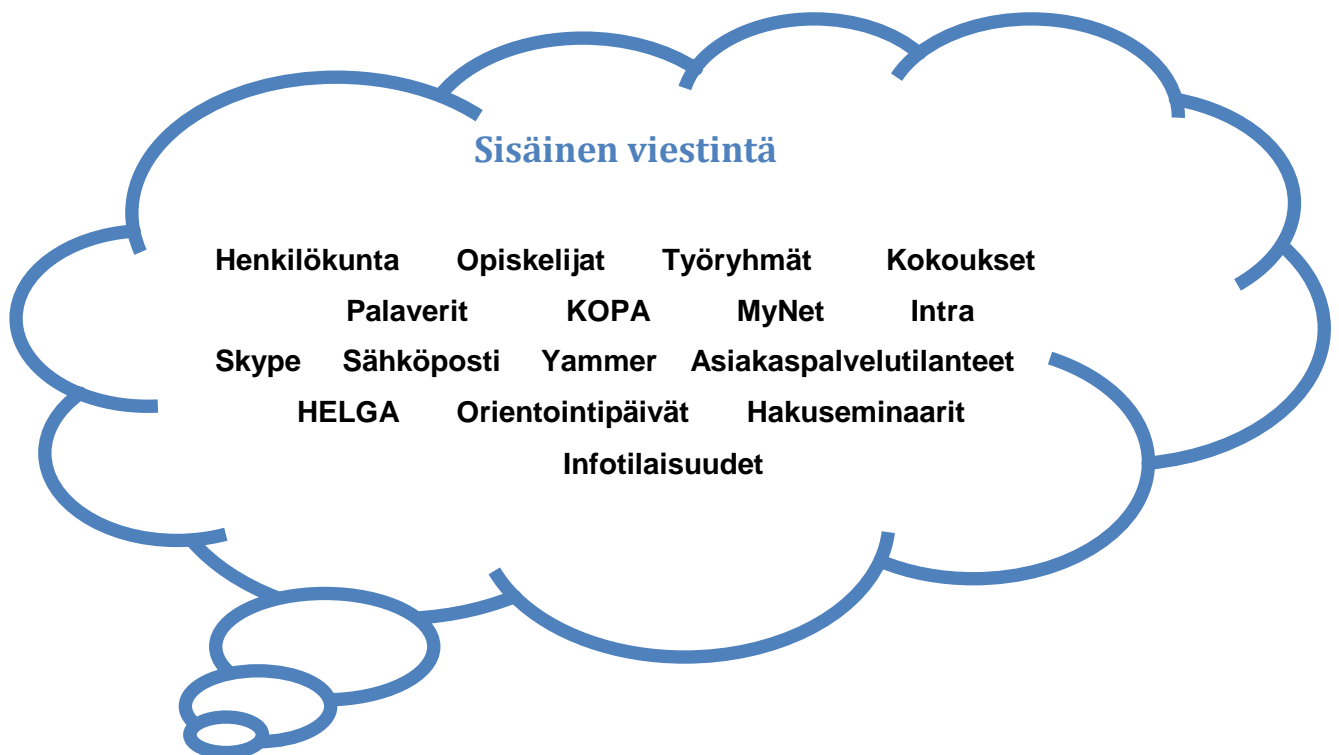 Sisäinen viestintä
Henkilökunta Opiskelijat Työryhmät Kokoukset
Palaverit KOPA MyNet Intra
Skype Sähköposti Yammer Asiakaspalvelutilanteet
HELGA Orientointipäivät Hakuseminaarit
Infotilaisuudet